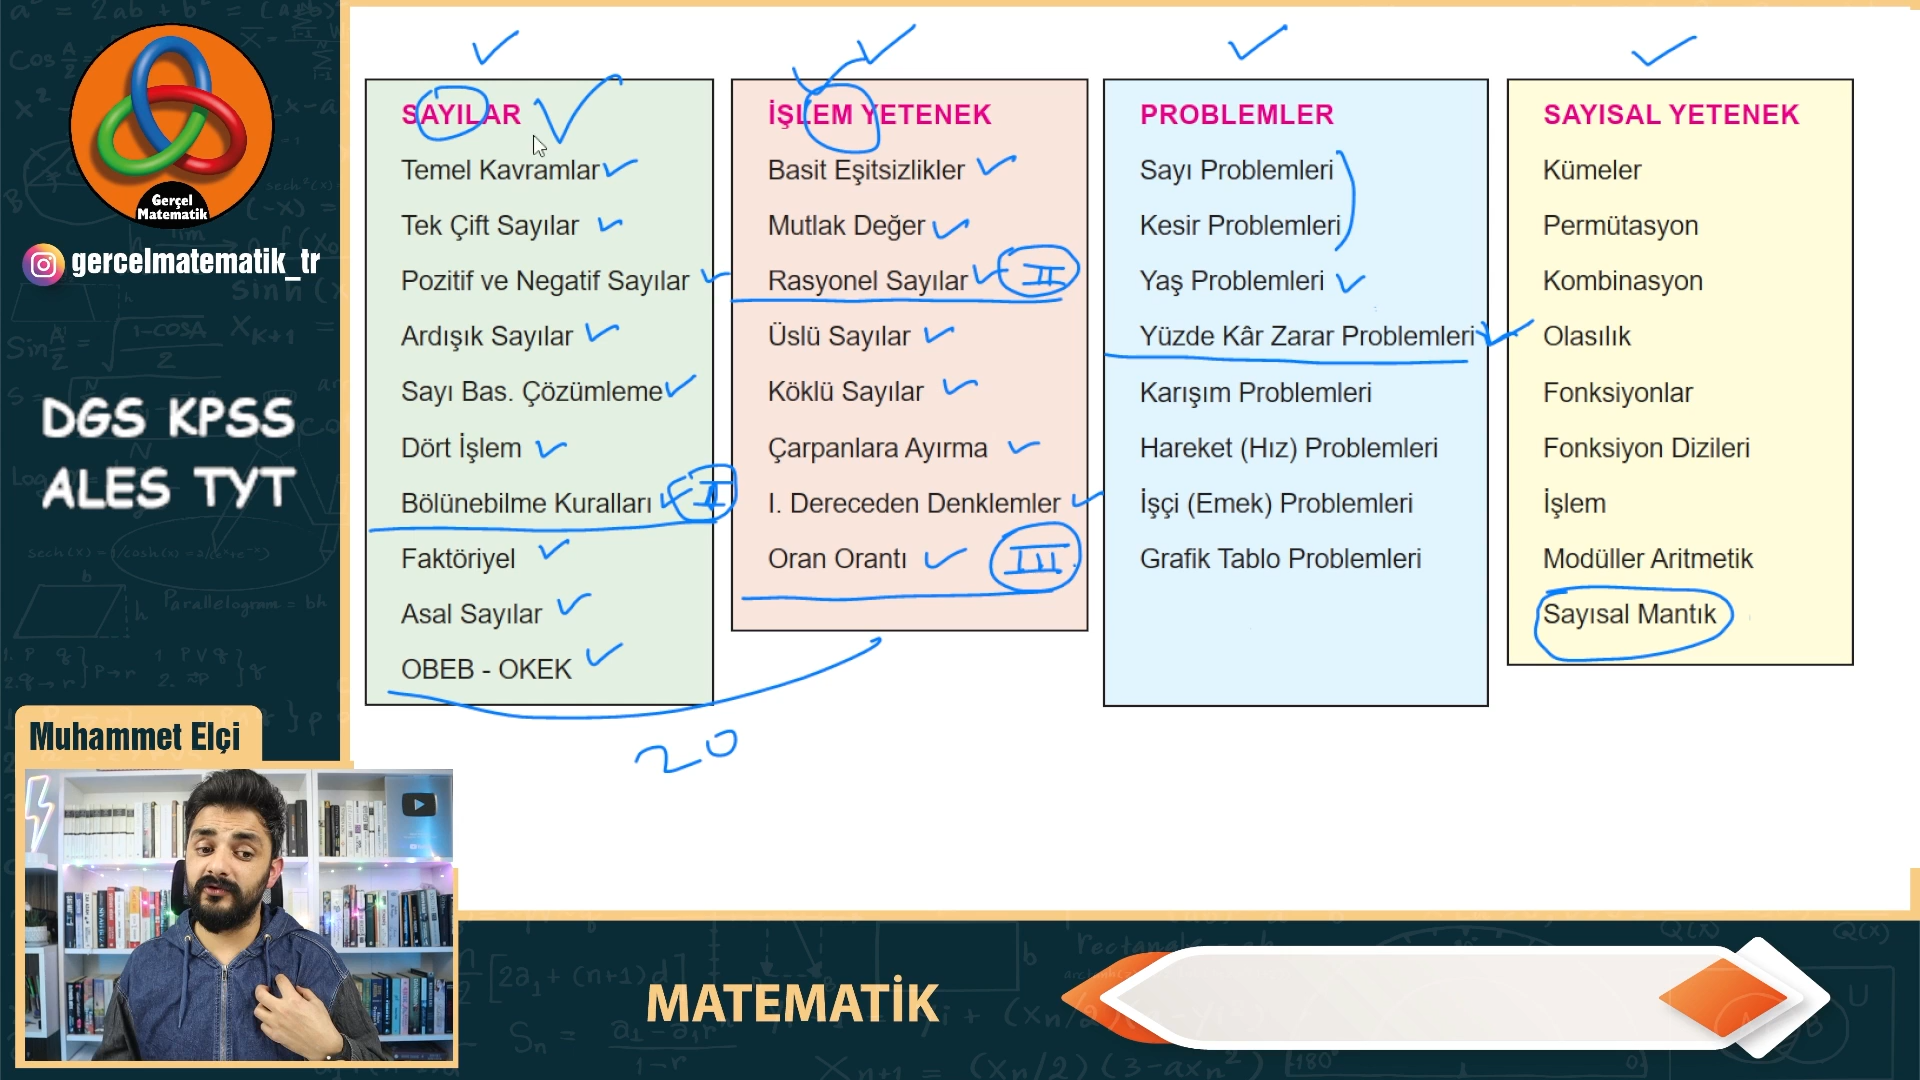 Gerçel
Matematik
gercelmatematik_tr
DGS KPSS
ALES TYT
SAYILAR
Temel Kavramlar
Tek Çift Sayılar
Pozitif ve Negatif Sayılar
Ardışık Sayılar
Sayı Bas. Çözümleme
Dört İşlem
Bölünebilme Kuralları I
Faktöriyel
Asal Sayılar
OBEB - OKEK
20
İŞLEM YETENEK
Basit Eşitsizlikler
Mutlak Değer
Rasyonel Sayılar II
Üslü Sayılar
Köklü Sayılar
Çarpanlara Ayırma
I. Dereceden Denklemler
Oran Orantı III
PROBLEMLER
Sayı Problemleri
Kesir Problemleri
Yaş Problemleri
Yüzde Kâr Zarar Problemleri
Karışım Problemleri
Hareket (Hız) Problemleri
İşçi (Emek) Problemleri
Grafik Tablo Problemleri
SAYISAL YETENEK
Kümeler
Permütasyon
Kombinasyon
Olasılık
Fonksiyonlar
Fonksiyon Dizileri
İşlem
Modüller Aritmetik
Sayısal Mantık
Muhammet Elçi
MATEMATİK